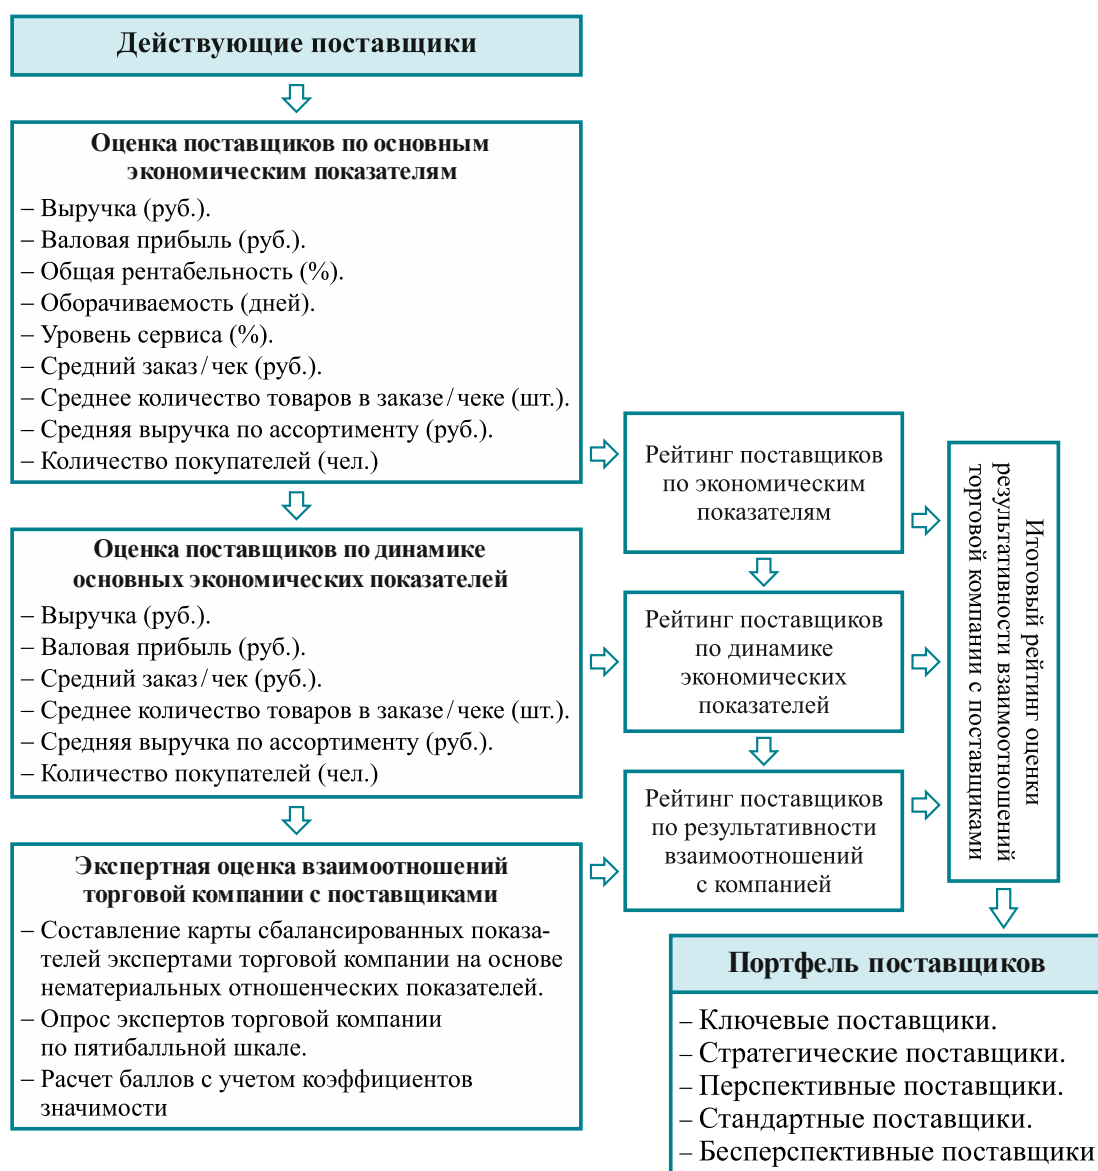 Действующие поставщики
Оценка поставщиков по основным
экономическим показателям
– Выручка (руб.).
– Валовая прибыль (руб.).
– Общая рентабельность (%).
– Оборачиваемость (дней).
– Уровень сервиса (%).
– Средний заказ / чек (руб.).
– Среднее количество товаров в заказе / чеке (шт.).
– Средняя выручка по ассортименту (руб.).
– Количество покупателей (чел.)
Оценка поставщиков по динамике
основных экономических показателей
– Выручка (руб.).
– Валовая прибыль (руб.).
– Средний заказ / чек (руб.).
– Среднее количество товаров в заказе / чеке (шт.).
– Средняя выручка по ассортименту (руб.).
– Количество покупателей (чел.)
Экспертная оценка взаимоотношений
торговой компании с поставщиками
– Составление карты сбалансированных показа-
телей экспертами торговой компании на основе
нематериальных отношенческих показателей.
– Опрос экспертов торговой компании
по пятибалльной шкале.
– Расчет баллов с учетом коэффициентов
значимости
Рейтинг поставщиков
по экономическим
показателям
Рейтинг поставщиков
по динамике
экономических
показателей
Рейтинг поставщиков
по результативности
взаимоотношений
с компанией
Итоговый рейтинг оценки
результативности взаимоотношений
торговой компании с поставщиками
Портфель поставщиков
– Ключевые поставщики.
– Стратегические поставщики.
– Перспективные поставщики.
– Стандартные поставщики.
– Бесперспективные поставщики